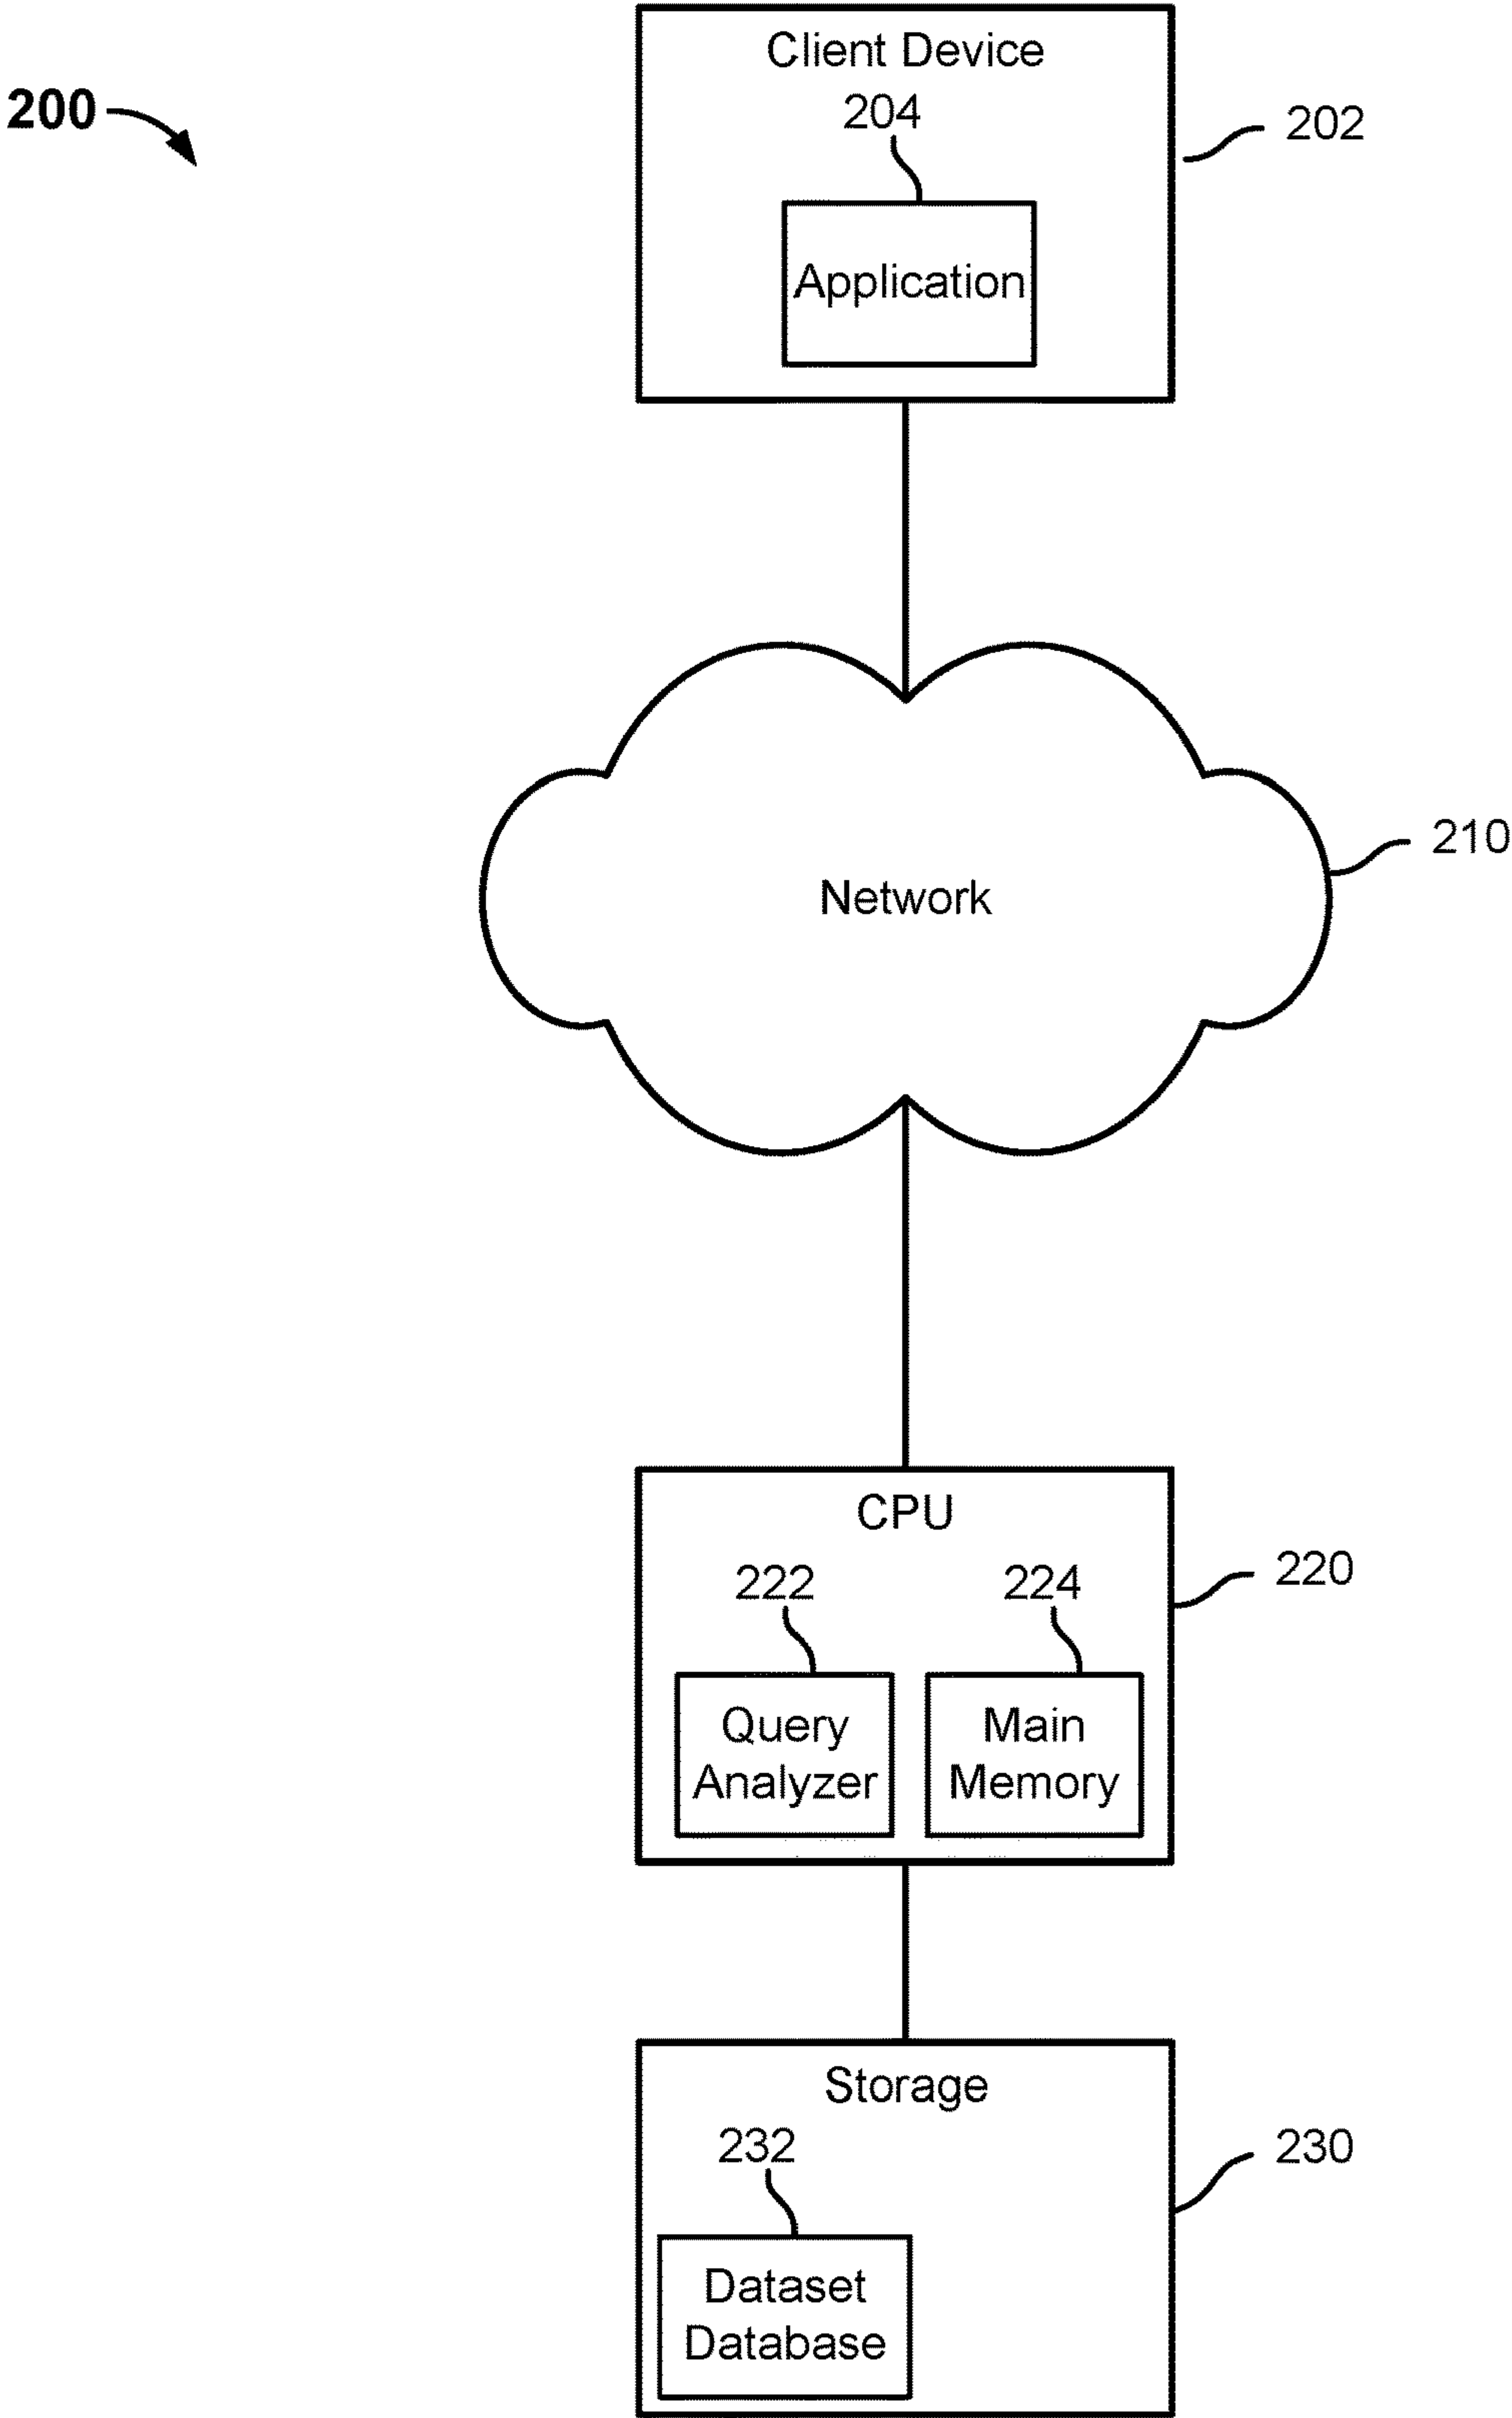 Client Device
200
204
202
Application
210
Network
CPU
222
224
220
Query
Analyzer
Main
Memory
Storage
232
230
Dataset
Database